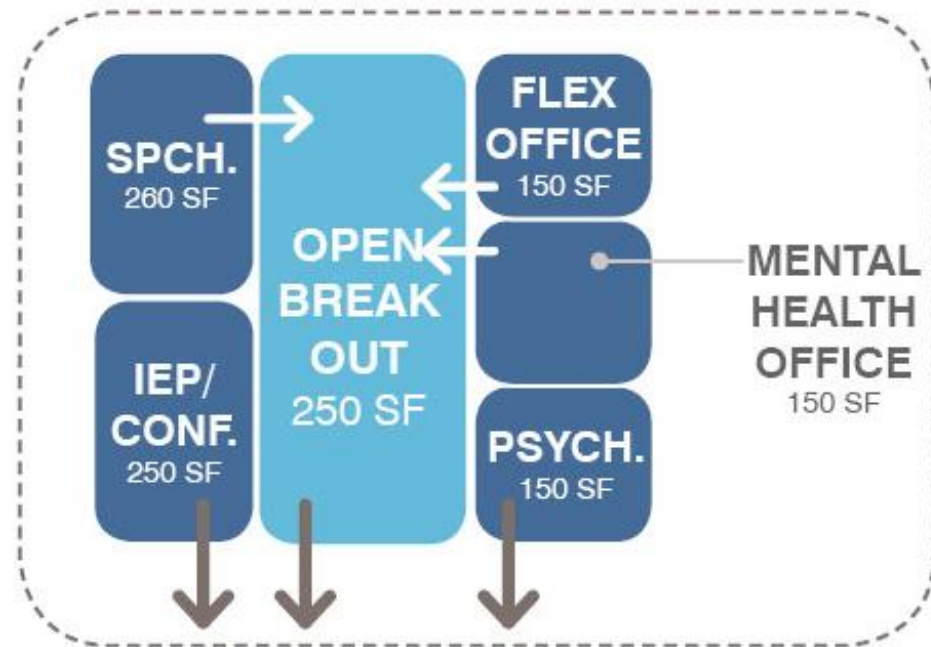 SPCH.
260 SF
IEP/
CONF.
250 SF
OPEN
BREAK
OUT
250 SF
FLEX
OFFICE
150 SF
MENTAL
HEALTH
OFFICE
150 SF
PSYCH.
150 SF